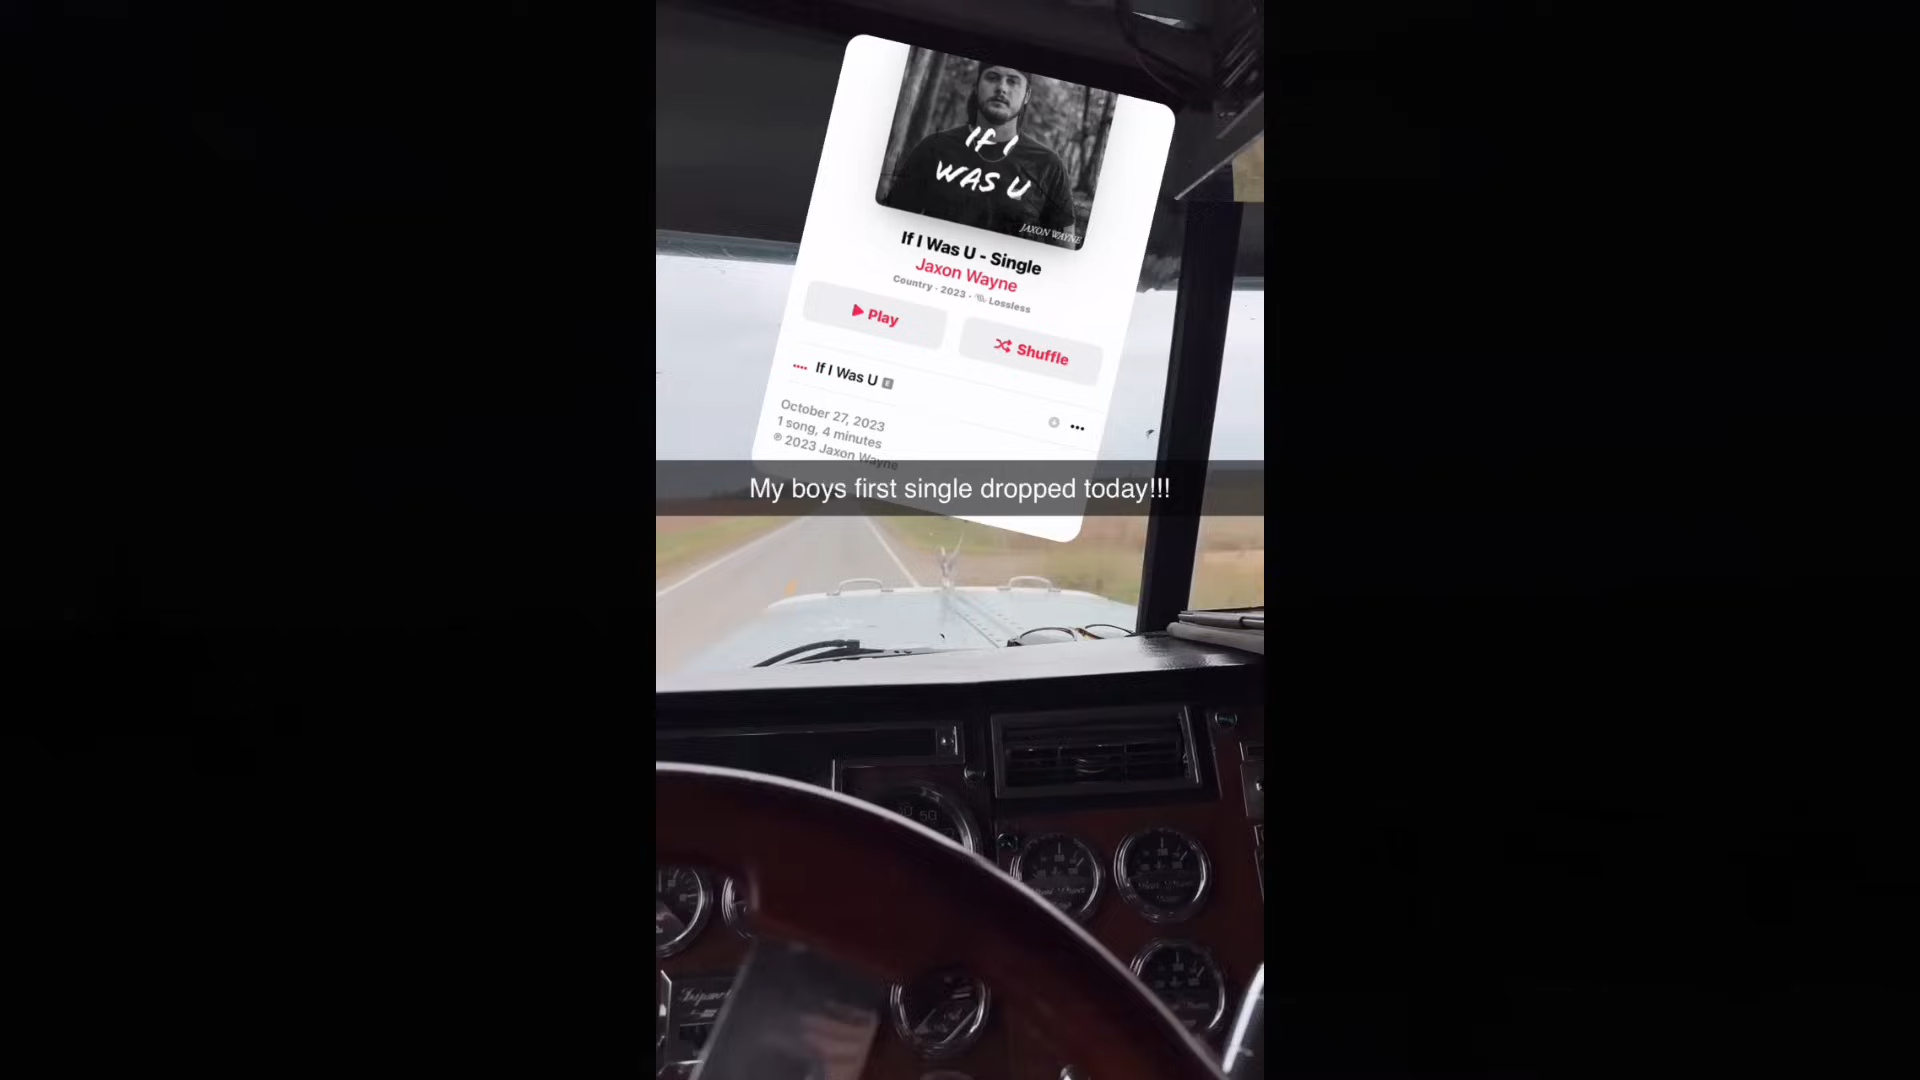 If I
WAS U
JAXON WAYNE
If I Was U - Single
Jaxon Wayne
Country · 2023 · Lossless
Play
Shuffle
If I Was U E
October 27, 2023
1 song, 4 minutes
℗ 2023 Jaxon Wayne
My boys first single dropped today!!!
50